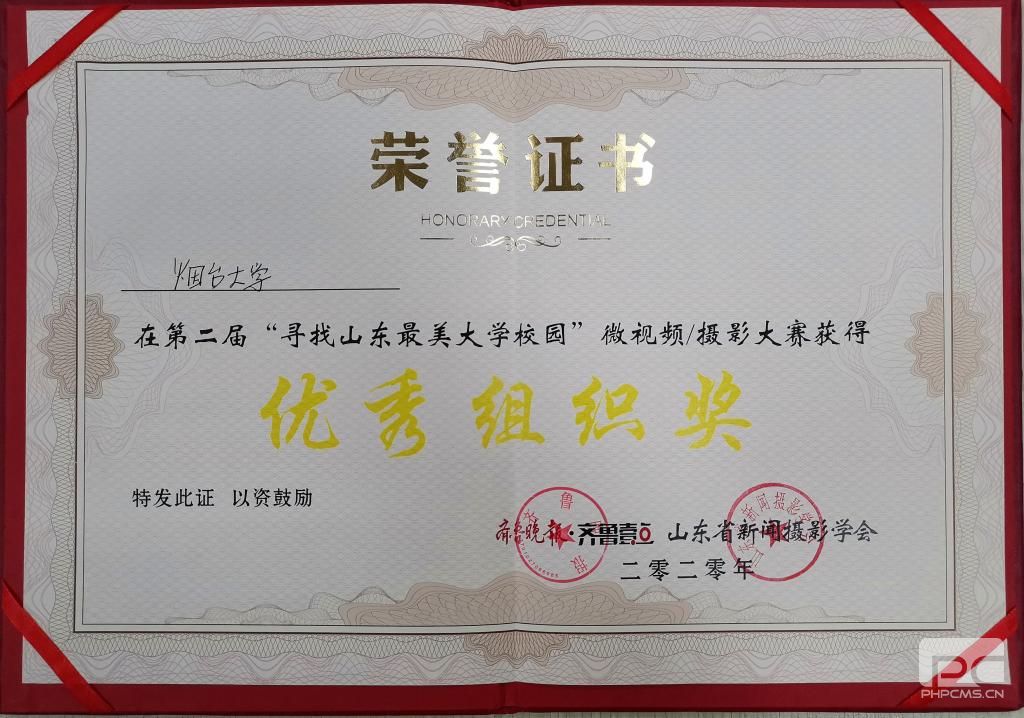 荣誉证书
HONORARY CREDENTIAL
烟台大学
在第二届“寻找山东最美大学校园”微视频/摄影大赛获得
优秀组织奖
特发此证 以资鼓励
齐鲁晚报·齐鲁壹点 山东省新闻摄影学会
二零二零年
PC
PHPCMS.CN